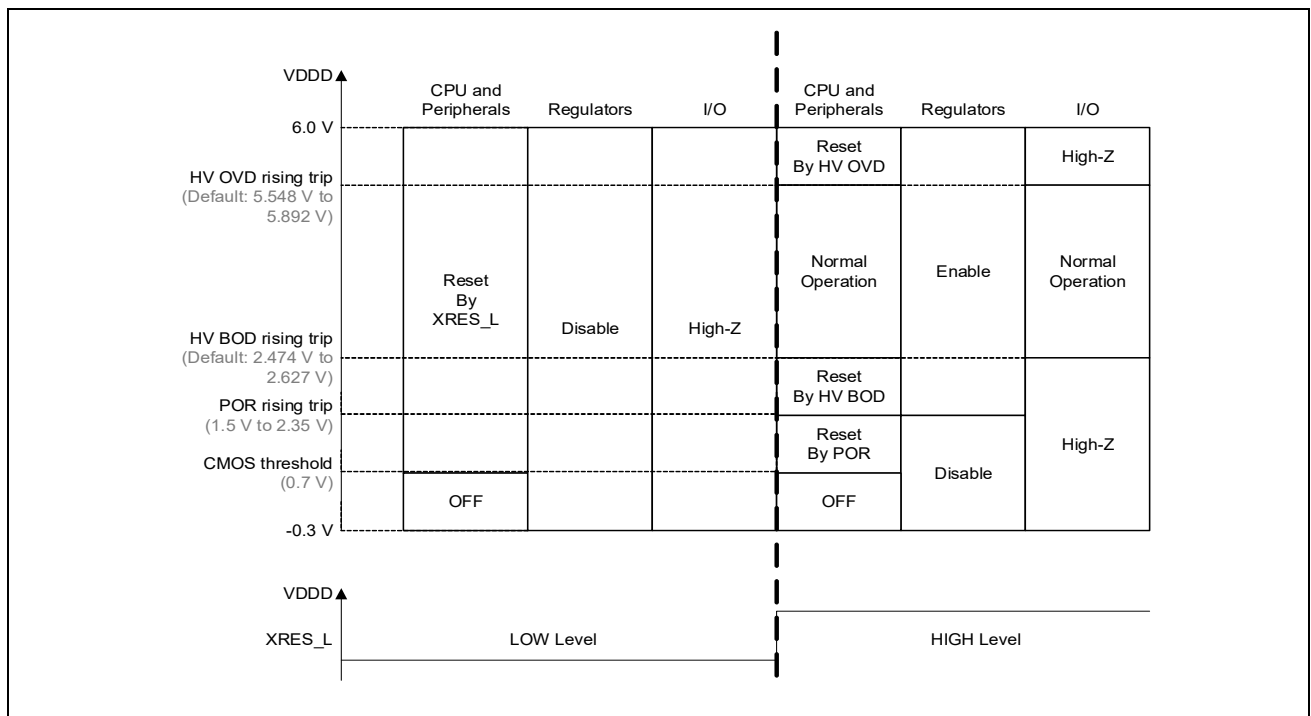 VDDD
CPU and
Peripherals
Regulators
I/O
CPU and
Peripherals
Regulators
I/O
6.0 V
Reset
By HV OVD
High-Z
HV OVD rising trip
(Default: 5.548 V to
5.892 V)
Reset
By
XRES_L
Disable
High-Z
Normal
Operation
Enable
Normal
Operation
HV BOD rising trip
(Default: 2.474 V to
2.627 V)
Reset
By HV BOD
POR rising trip
(1.5 V to 2.35 V)
Reset
By POR
High-Z
CMOS threshold
(0.7 V)
Disable
OFF
OFF
-0.3 V
VDDD
XRES_L
LOW Level
HIGH Level